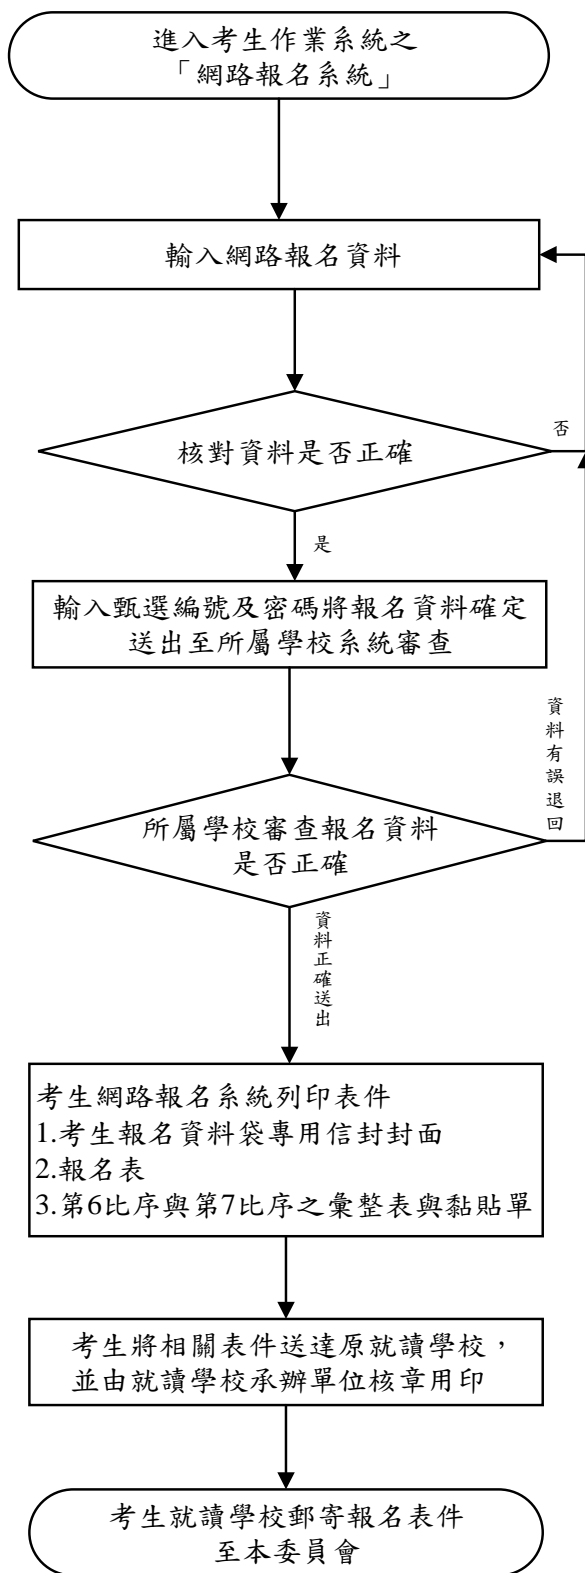 進入考生作業系統之
「網路報名系統」
輸入網路報名資料
核對資料是否正確
否
是
輸入甄選編號及密碼將報名資料確定
送出至所屬學校系統審查
資料有誤退回
所屬學校審查報名資料
是否正確
資料正確送出
考生網路報名系統列印表件
1.考生報名資料袋專用信封封面
2.報名表
3.第6比序與第7比序之彙整表與黏貼單
考生將相關表件送達原就讀學校，
並由就讀學校承辦單位核章用印
考生就讀學校郵寄報名表件
至本委員會